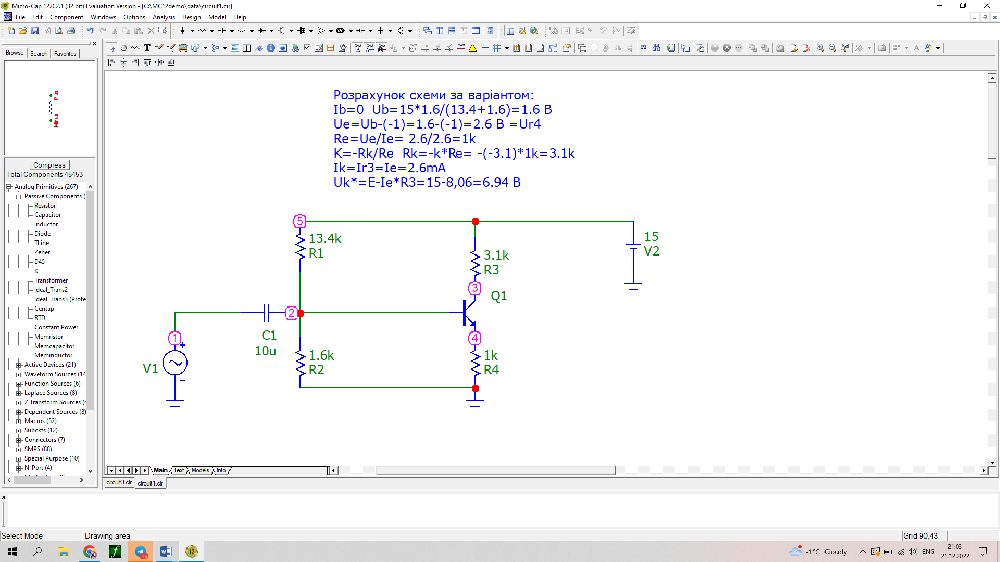 Micro-Cap 12.0.2.1 (32 bit) Evaluation Version - [C:\MC12demo\data\circuit1.cir]
File Edit Component Windows Options Analysis Design Model Help
Browse Search Favorites
Plus
Minus
Compress
Total Components 45453
Analog Primitives (267)
Passive Components (
Resistor
Capacitor
Inductor
Diode
TLine
Zener
D45
K
Transformer
Ideal_Trans2
Ideal_Trans3 (Profe
Centap
RTD
Constant Power
Memristor
Memcapacitor
Meminductor
Active Devices (21)
Waveform Sources (14
Function Sources (6)
Laplace Sources (8)
Z Transform Sources (4
Dependent Sources (8)
Macros (52)
Subckts (12)
Connectors (7)
SMPS (88)
Special Purpose (10)
N-Port (4)
Розрахунок схеми за варіантом:
Ib=0 Ub=15*1.6/(13.4+1.6)=1.6 В
Ue=Ub-(-1)=1.6-(-1)=2.6 В =Ur4
Re=Ue/Ie= 2.6/2.6=1k
K=-Rk/Re Rk=-k*Re= -(-3.1)*1k=3.1k
Ik=Ir3=Ie=2.6mA
Uk*=E-Ie*R3=15-8,06=6.94 В
5
13.4k
R1
15
V2
3.1k
R3
3
Q1
2
C1
10u
1
+
V1
−
4
1.6k
R2
1k
R4
Main Text Models Info
circuit3.cir circuit1.cir
Select Mode Drawing area Grid 90,43
12
.75
-1°C Cloudy ENG 21:03
21.12.2022